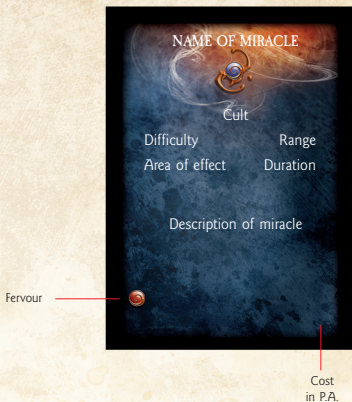 NAME OF MIRACLE
Cult
Difficulty Range
Area of effect Duration
Description of miracle
Fervour
Cost
in P.A.